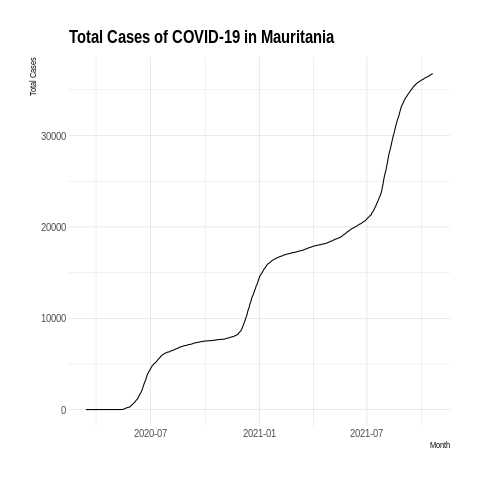 Total Cases of COVID-19 in Mauritania
Total Cases
30000
20000
10000
0
2020-07 2021-01 2021-07
Month